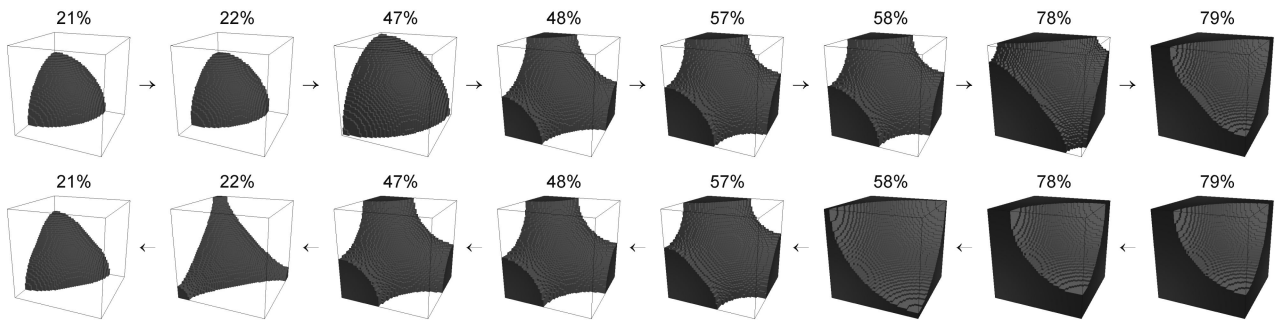 21% 22% 47% 48% 57% 58% 78% 79%
→ → → → → → →
21% 22% 47% 48% 57% 58% 78% 79%
← ← ← ← ← ← ←